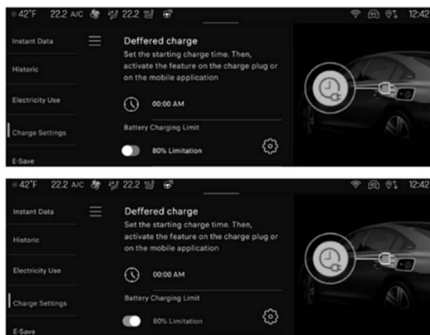 42°F 22.2 A/C 22.2 12:42
Instant Data
Historic
Electricity Use
Charge Settings
E-Save
Deffered charge
Set the starting charge time. Then,
activate the feature on the charge plug or
on the mobile application
00:00 AM
Battery Charging Limit
80% Limitation
42°F 22.2 A/C 22.2 12:42
Instant Data
Historic
Electricity Use
Charge Settings
E-Save
Deffered charge
Set the starting charge time. Then,
activate the feature on the charge plug or
on the mobile application
00:00 AM
Battery Charging Limit
80% Limitation